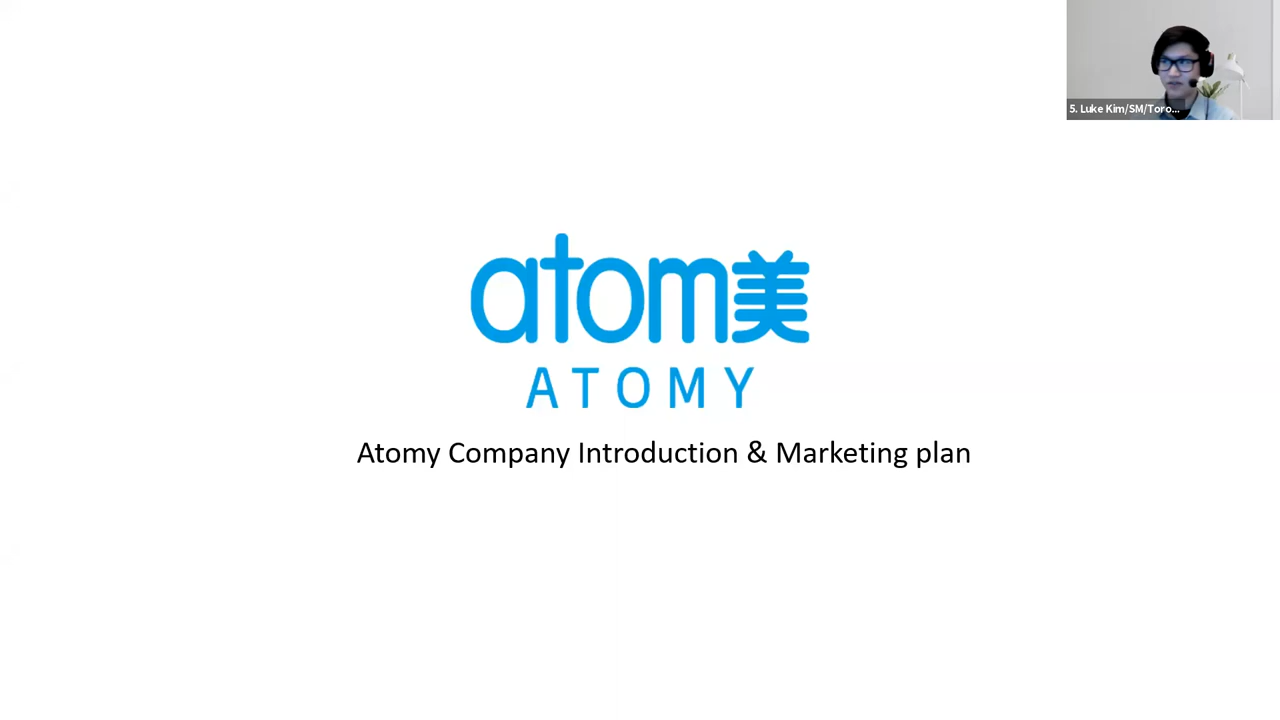 5. Luke Kim/SM/Toro...
atom美
ATOMY
Atomy Company Introduction & Marketing plan